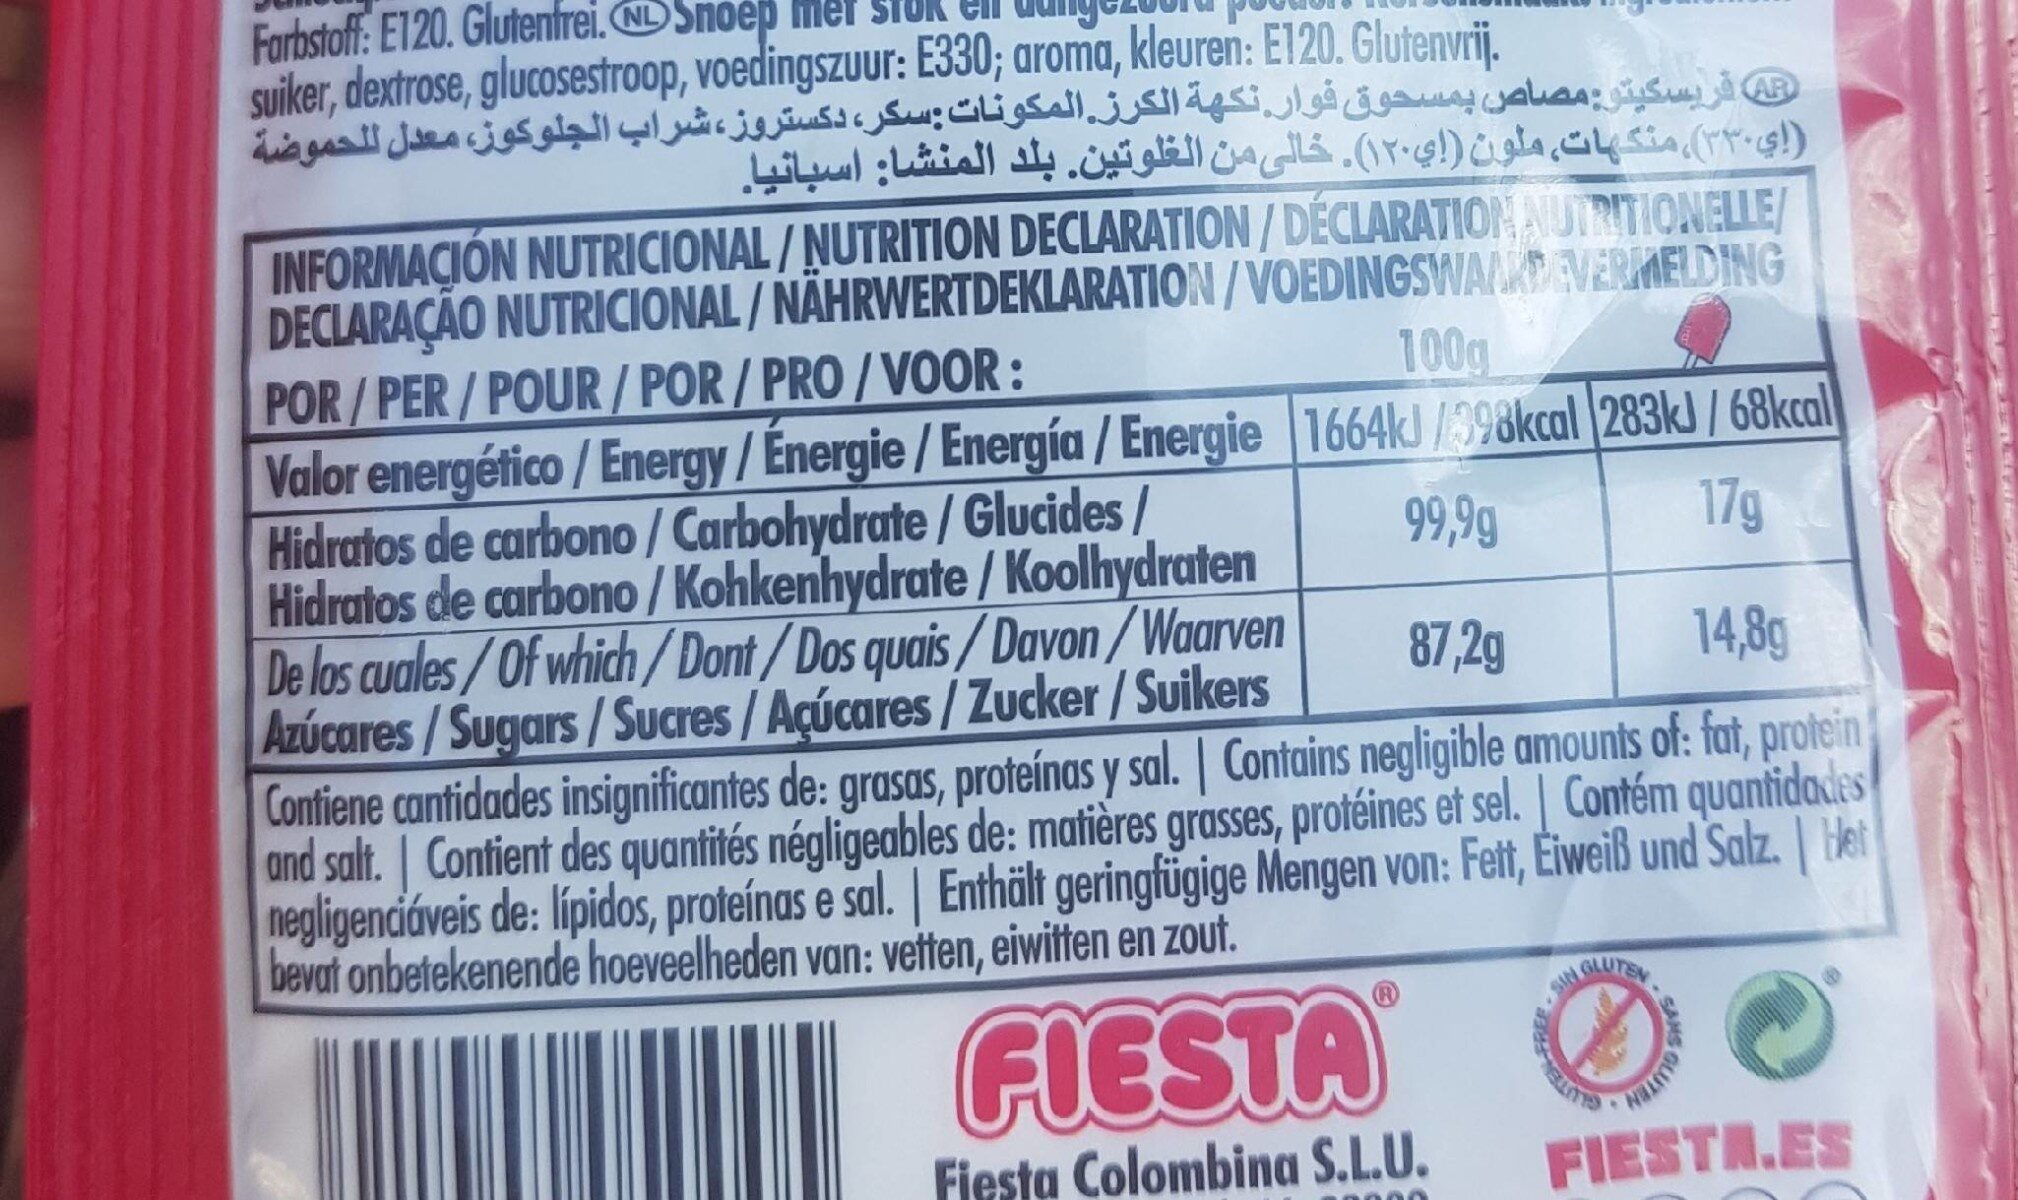 Farbstoff: E120. Glutenfrei. NL Snoep met stok en
suiker, dextrose, glucosestroop, voedingszuur: E330; aroma, kleuren: E120. Glutenvrij.
AR فريسكيتو: مصاص بمسحوق فوار. نكهة الكرز. المكونات: سكر، دكستروز، شراب الجلوكوز، معدل للحموضة
(إي٣٣٠)، منكهات، ملون (إي١٢٠). خالي من الغلوتين. بلد المنشا: اسبانيا.
INFORMACIÓN NUTRICIONAL / NUTRITION DECLARATION / DÉCLARATION NUTRITIONELLE/
DECLARAÇÃO NUTRICIONAL / NÄHRWERTDEKLARATION / VOEDINGSWAARDEVERMELDING
POR / PER / POUR / POR / PRO / VOOR : 100g
Valor energético / Energy / Énergie / Energía / Energie 1664kJ / 398kcal 283kJ / 68kcal
Hidratos de carbono / Carbohydrate / Glucides /
Hidratos de carbono / Kohkenhydrate / Koolhydraten 99,9g 17g
De los cuales / Of which / Dont / Dos quais / Davon / Waarven
Azúcares / Sugars / Sucres / Açúcares / Zucker / Suikers 87,2g 14,8g
Contiene cantidades insignificantes de: grasas, proteínas y sal. | Contains negligible amounts of: fat, protein
and salt. | Contient des quantités négligeables de: matières grasses, protéines et sel. | Contém quantidades
negligenciáveis de: lípidos, proteínas e sal. | Enthält geringfügige Mengen von: Fett, Eiweiß und Salz. | Het
bevat onbetekenende hoeveelheden van: vetten, eiwitten en zout.
FIESTA®
SIN GLUTEN · SANS GLUTEN · GLUTEN-FREE ·
®
Fiesta Colombina S.L.U.
FIESTA.ES